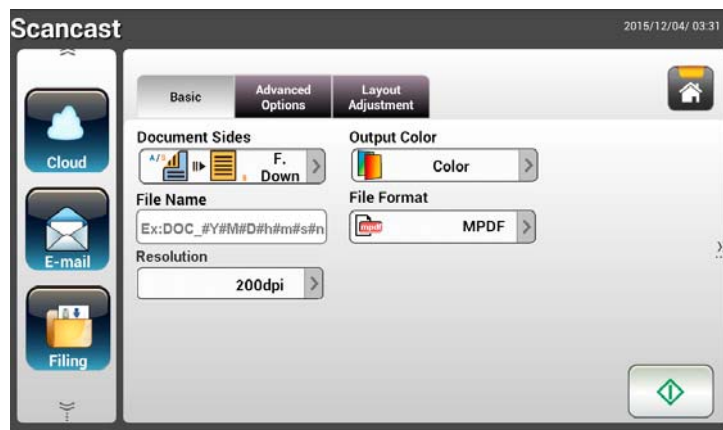 Scancast
2015/12/04/ 03:31
Cloud
E-mail
Filing
Basic
Advanced
Options
Layout
Adjustment
Document Sides
F.
Down
Output Color
Color
File Name
Ex:DOC_#Y#M#D#h#m#s#n
File Format
mpdf
MPDF
Resolution
200dpi